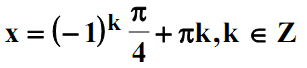 x = (−1)^k π/4 + πk, k ∈ Z